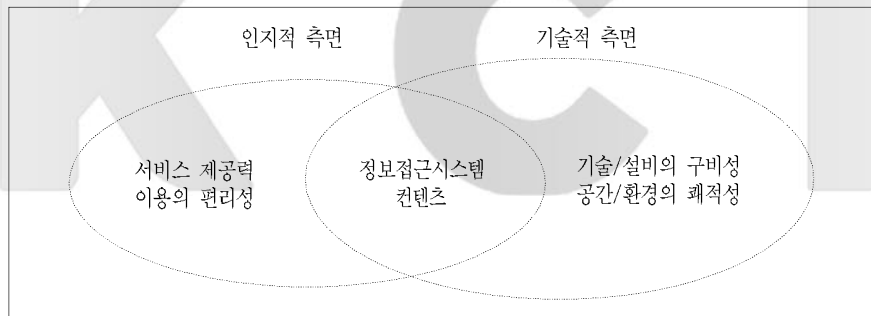 인지적 측면
기술적 측면
서비스 제공력
이용의 편리성
정보접근시스템
컨텐츠
기술/설비의 구비성
공간/환경의 쾌적성